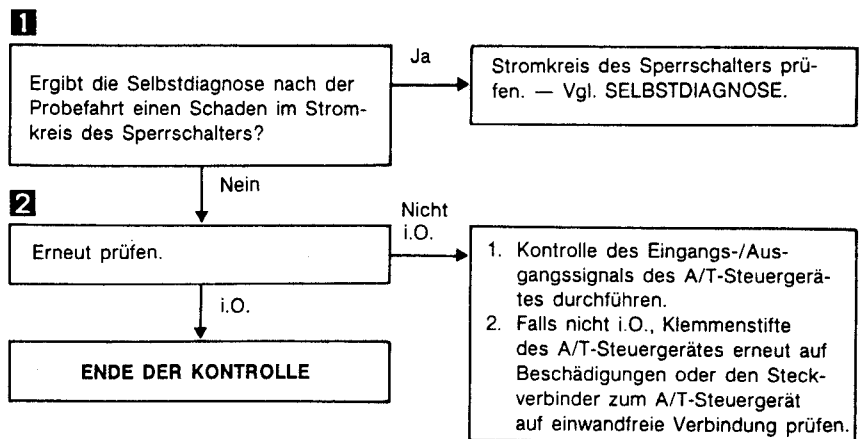 1
Ergibt die Selbstdiagnose nach der
Probefahrt einen Schaden im Strom-
kreis des Sperrschalters?
Ja
Stromkreis des Sperrschalters prü-
fen. — Vgl. SELBSTDIAGNOSE.
Nein
2
Erneut prüfen.
Nicht
i.O.
1. Kontrolle des Eingangs-/Aus-
gangssignals des A/T-Steuergerä-
tes durchführen.
2. Falls nicht i.O., Klemmenstifte
des A/T-Steuergerätes erneut auf
Beschädigungen oder den Steck-
verbinder zum A/T-Steuergerät
auf einwandfreie Verbindung prüfen.
i.O.
ENDE DER KONTROLLE